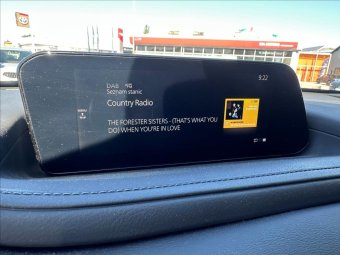 DAB
9:22
Seznam stanic
Country Radio
MENU
THE FORESTER SISTERS - (THAT'S WHAT YOU
DO) WHEN YOU'RE IN LOVE